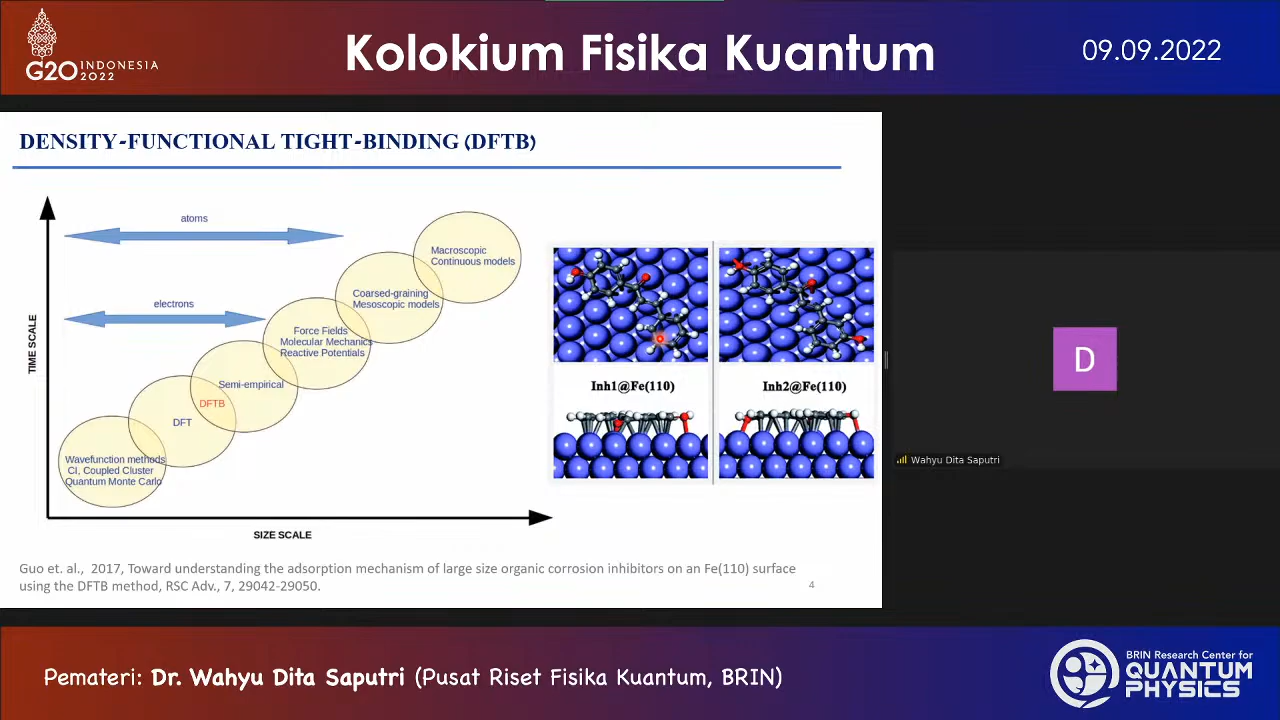 G20 INDONESIA
2022
Kolokium Fisika Kuantum
09.09.2022
DENSITY-FUNCTIONAL TIGHT-BINDING (DFTB)
atoms
electrons
Macroscopic
Continuous models
Coarsed-graining
Mesoscopic models
Force Fields
Molecular Mechanics
Reactive Potentials
Semi-empirical
DFTB
DFT
Wavefunction methods
CI, Coupled Cluster
Quantum Monte Carlo
TIME SCALE
SIZE SCALE
Inh1@Fe(110)
Inh2@Fe(110)
Guo et. al., 2017, Toward understanding the adsorption mechanism of large size organic corrosion inhibitors on an Fe(110) surface
using the DFTB method, RSC Adv., 7, 29042-29050.
4
D
Wahyu Dita Saputri
Pemateri: Dr. Wahyu Dita Saputri (Pusat Riset Fisika Kuantum, BRIN)
BRIN Research Center for
QUANTUM
PHYSICS